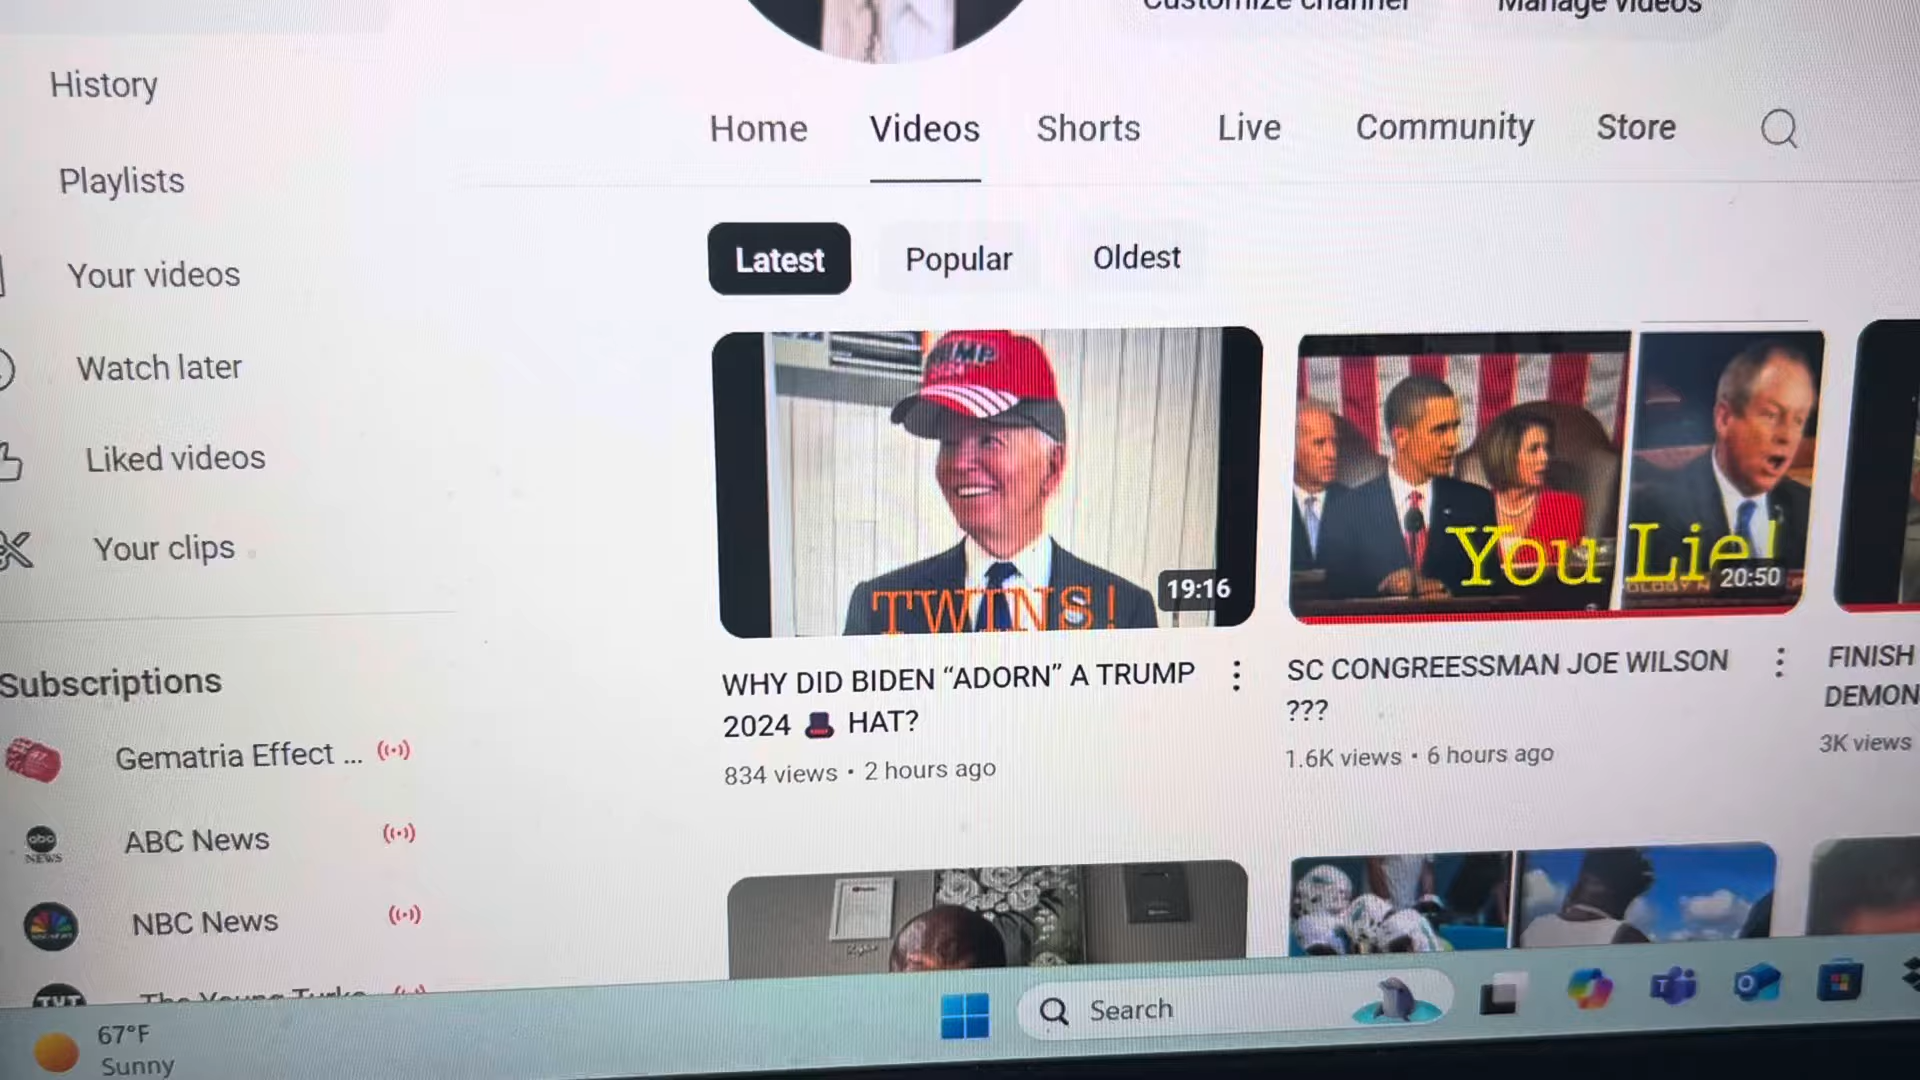 Customize channel
Manage videos
History
Playlists
Your videos
Watch later
Liked videos
Your clips
Subscriptions
Gematria Effect ...
ABC News
abc NEWS
NBC News
TYT
The Young Turks
67°F
Sunny
Home
Videos
Shorts
Live
Community
Store
Latest
Popular
Oldest
TWINS!
19:16
WHY DID BIDEN “ADORN” A TRUMP
2024 🎩 HAT?
834 views • 2 hours ago
You Lie!
20:50
SC CONGREESSMAN JOE WILSON
???
1.6K views • 6 hours ago
FINISH
DEMON
3K views
Search